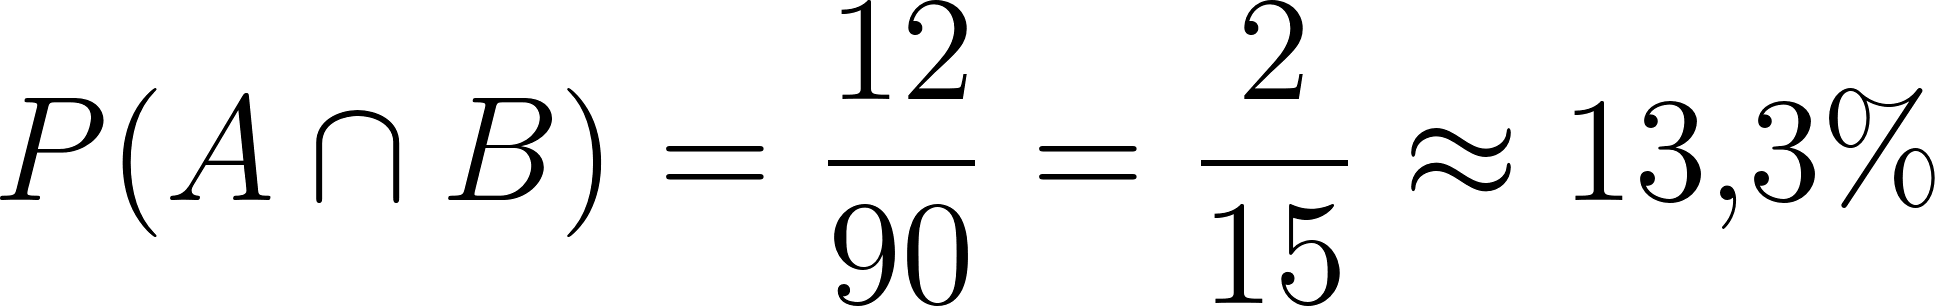 P(A ∩ B) = 12/90 = 2/15 ≈ 13,3%